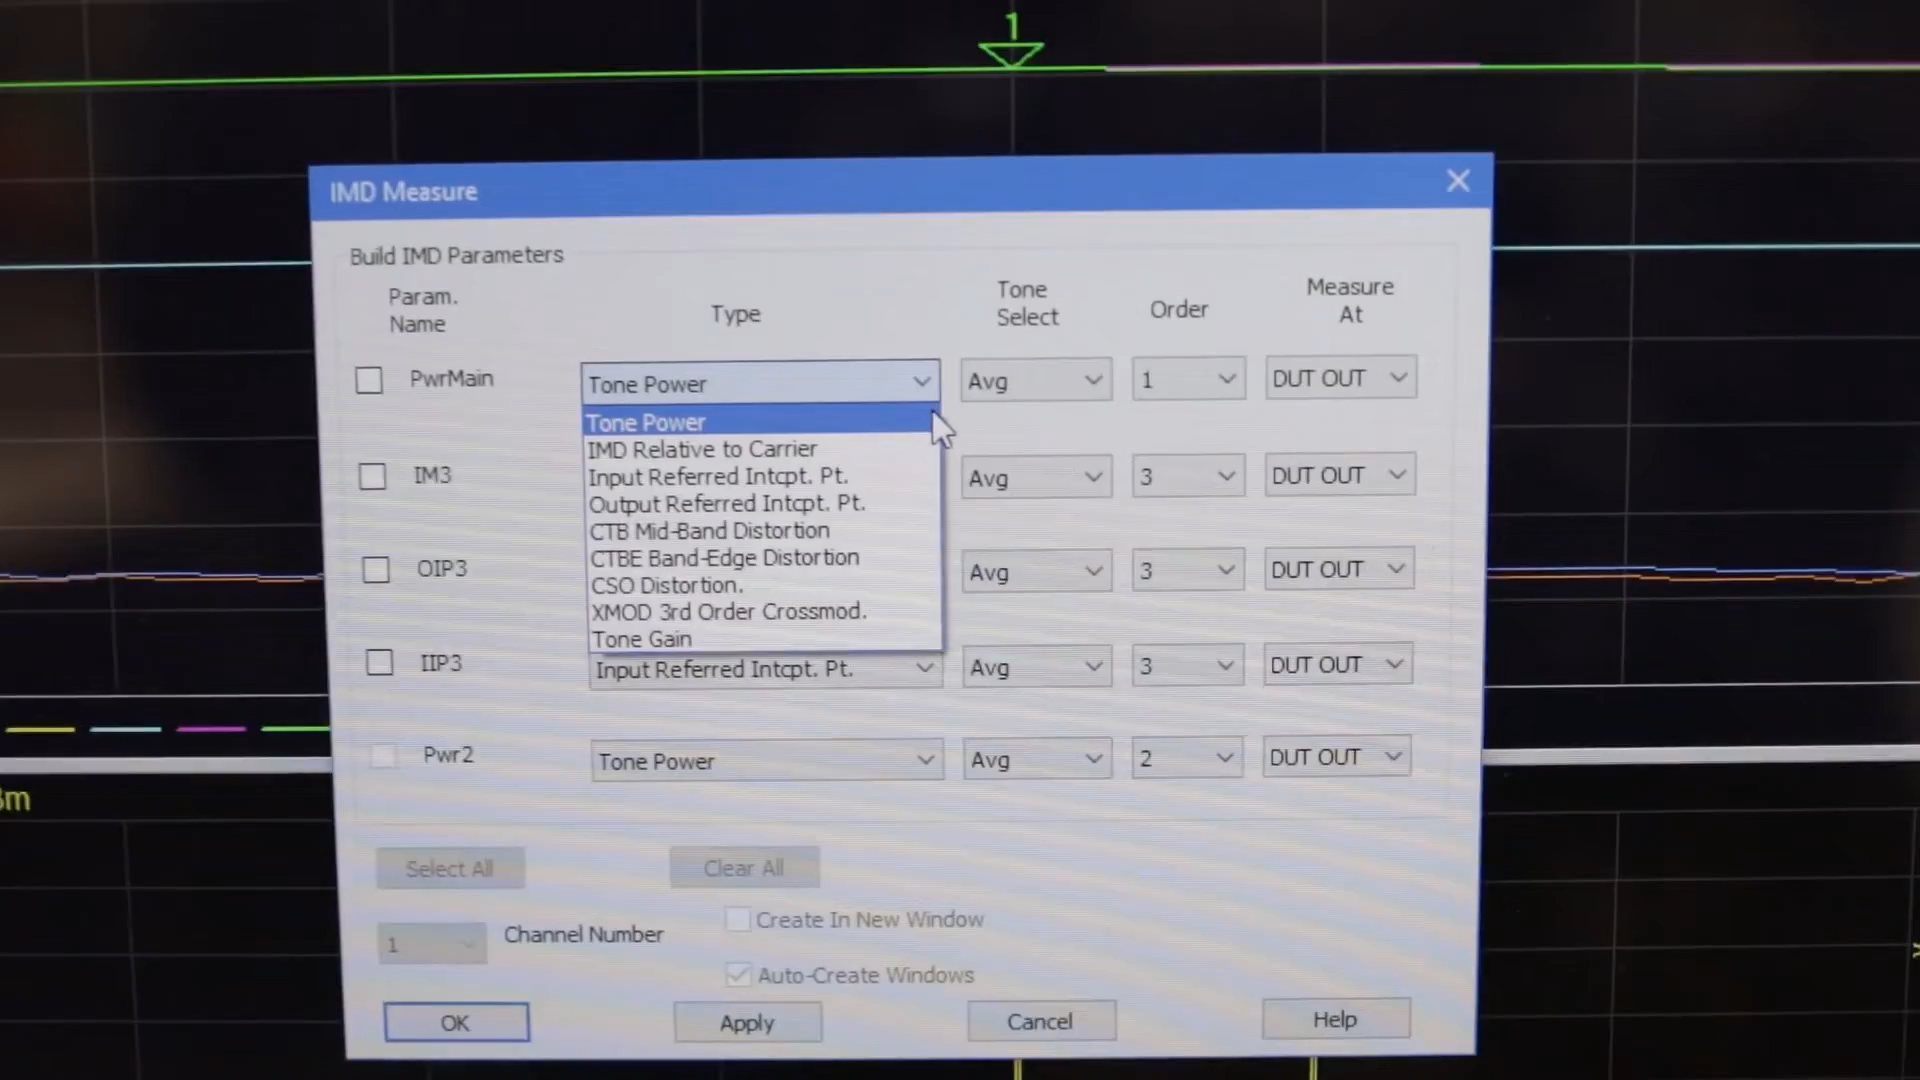 1
IMD Measure
Build IMD Parameters
Param.
Name
Type
Tone
Select
Order
Measure
At
PwrMain
Tone Power
Avg
1
DUT OUT
Tone Power
IMD Relative to Carrier
Input Referred Intcpt. Pt.
Output Referred Intcpt. Pt.
CTB Mid-Band Distortion
CTBE Band-Edge Distortion
CSO Distortion.
XMOD 3rd Order Crossmod.
Tone Gain
IM3
Avg
3
DUT OUT
OIP3
Avg
3
DUT OUT
IIP3
Input Referred Intcpt. Pt.
Avg
3
DUT OUT
Pwr2
Tone Power
Avg
2
DUT OUT
Select All
Clear All
1
Channel Number
Create In New Window
Auto-Create Windows
OK
Apply
Cancel
Help